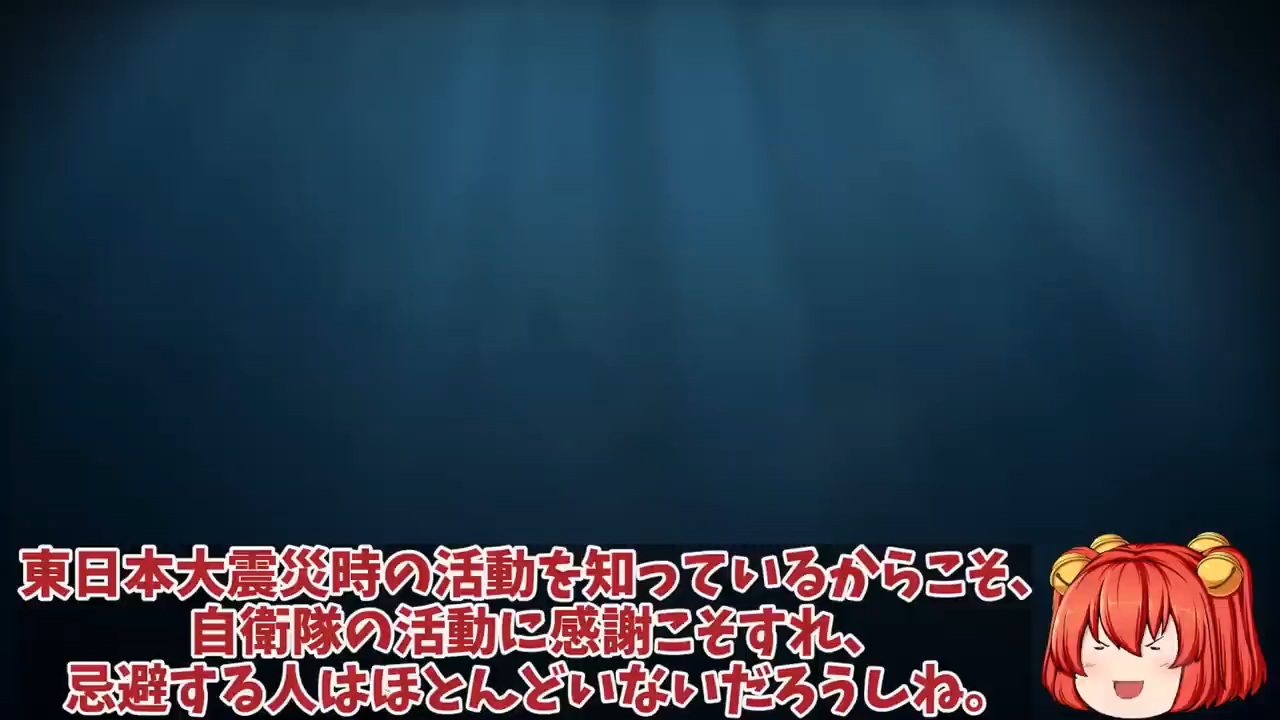 東日本大震災時の活動を知っているからこそ、
自衛隊の活動に感謝こそすれ、
忌避する人はほとんどいないだろうしね。